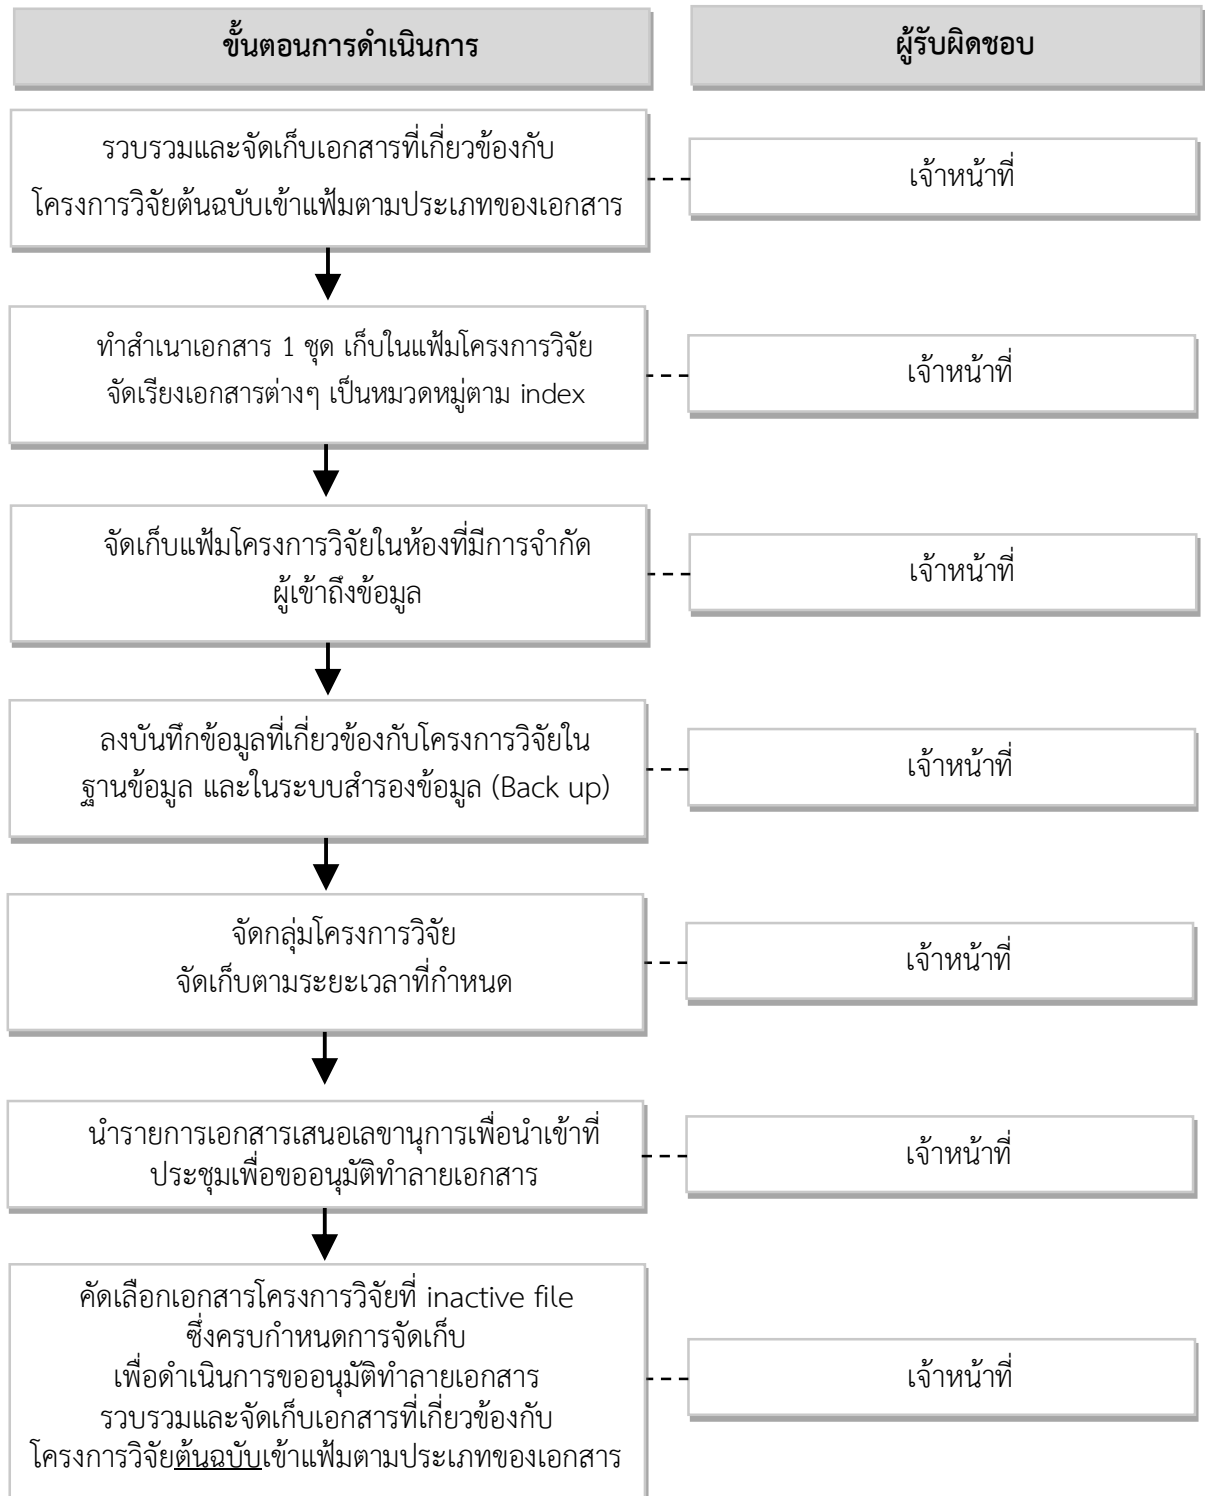 ขั้นตอนการดำเนินการ
ผู้รับผิดชอบ
รวบรวมและจัดเก็บเอกสารที่เกี่ยวข้องกับ
โครงการวิจัยต้นฉบับเข้าแฟ้มตามประเภทของเอกสาร
เจ้าหน้าที่
ทำสำเนาเอกสาร 1 ชุด เก็บในแฟ้มโครงการวิจัย
จัดเรียงเอกสารต่างๆ เป็นหมวดหมู่ตาม index
เจ้าหน้าที่
จัดเก็บแฟ้มโครงการวิจัยในห้องที่มีการจำกัด
ผู้เข้าถึงข้อมูล
เจ้าหน้าที่
ลงบันทึกข้อมูลที่เกี่ยวข้องกับโครงการวิจัยใน
ฐานข้อมูล และในระบบสำรองข้อมูล (Back up)
เจ้าหน้าที่
จัดกลุ่มโครงการวิจัย
จัดเก็บตามระยะเวลาที่กำหนด
เจ้าหน้าที่
นำรายการเอกสารเสนอเลขานุการเพื่อนำเข้าที่
ประชุมเพื่อขออนุมัติทำลายเอกสาร
เจ้าหน้าที่
คัดเลือกเอกสารโครงการวิจัยที่ inactive file
ซึ่งครบกำหนดการจัดเก็บ
เพื่อดำเนินการขออนุมัติทำลายเอกสาร
รวบรวมและจัดเก็บเอกสารที่เกี่ยวข้องกับ
โครงการวิจัยต้นฉบับเข้าแฟ้มตามประเภทของเอกสาร
เจ้าหน้าที่